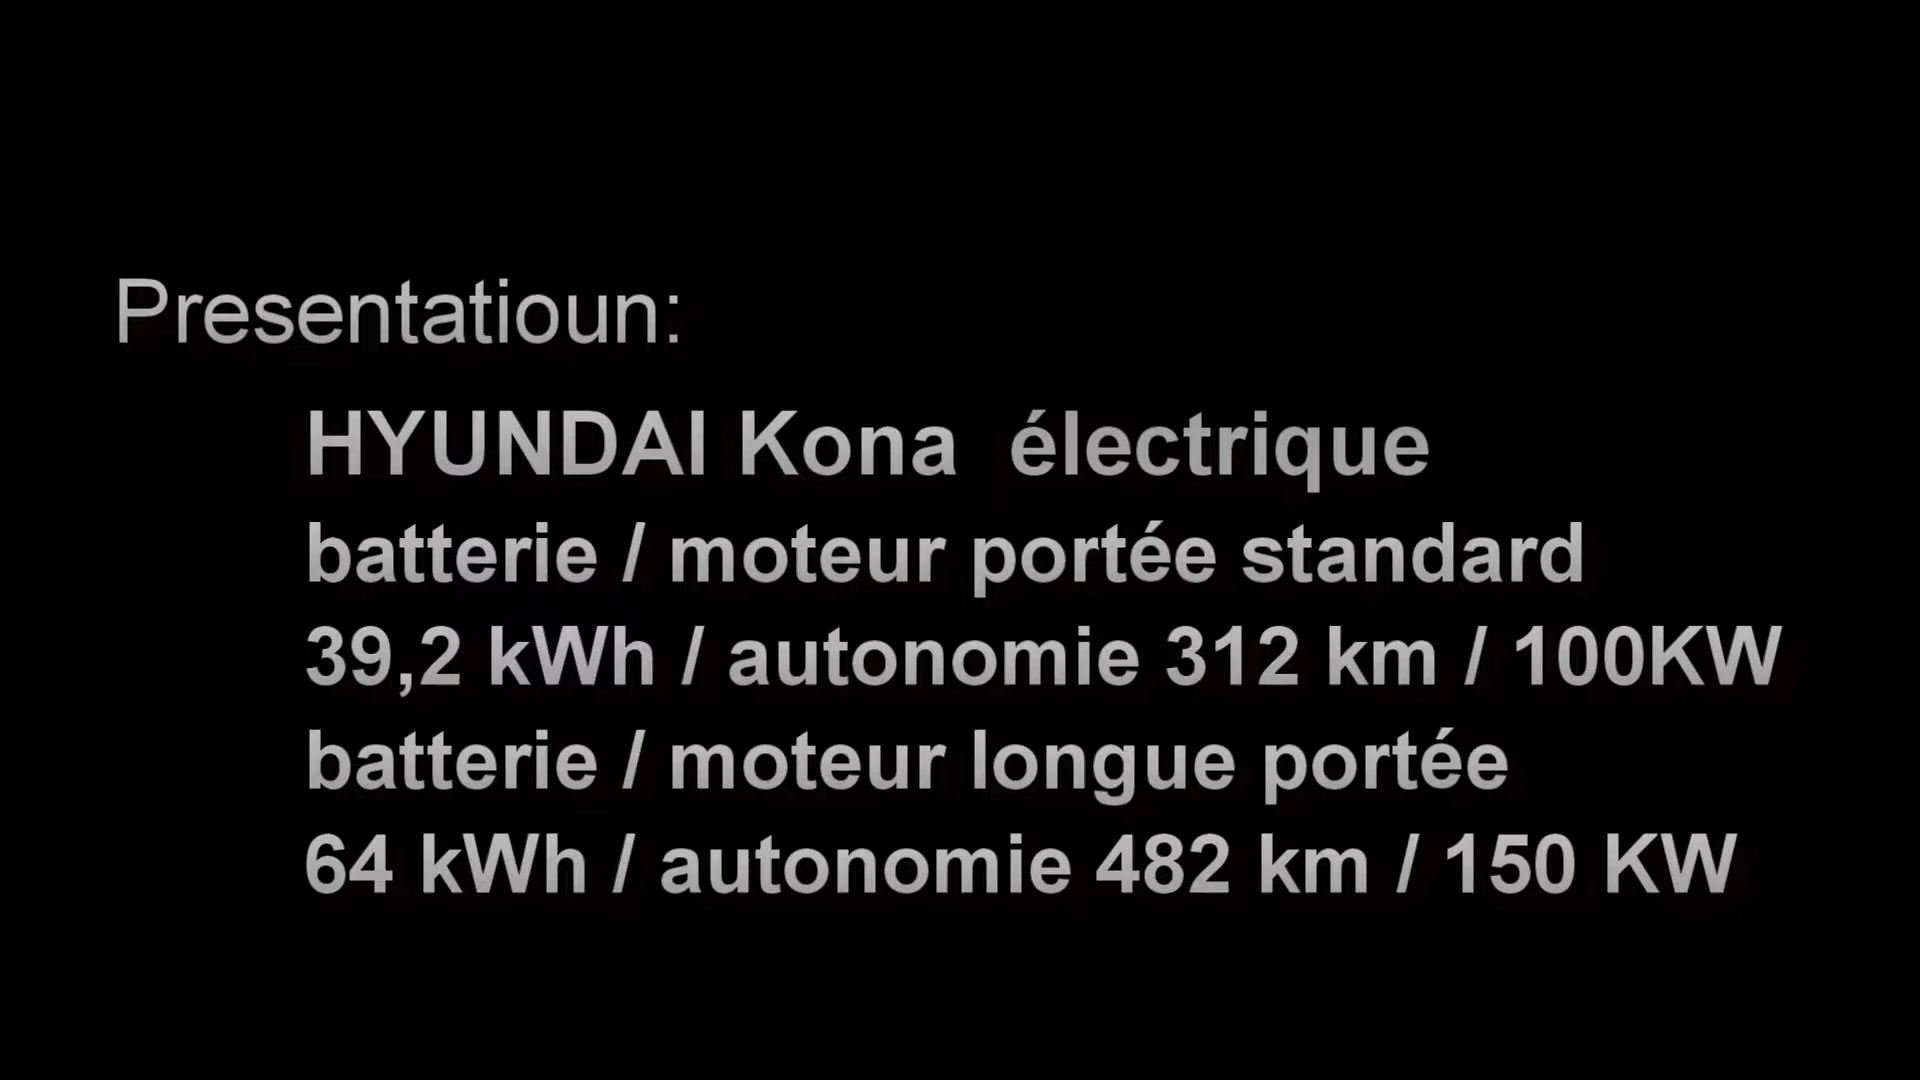 Presentatioun:
HYUNDAI Kona électrique
batterie / moteur portée standard
39,2 kWh / autonomie 312 km / 100KW
batterie / moteur longue portée
64 kWh / autonomie 482 km / 150 KW